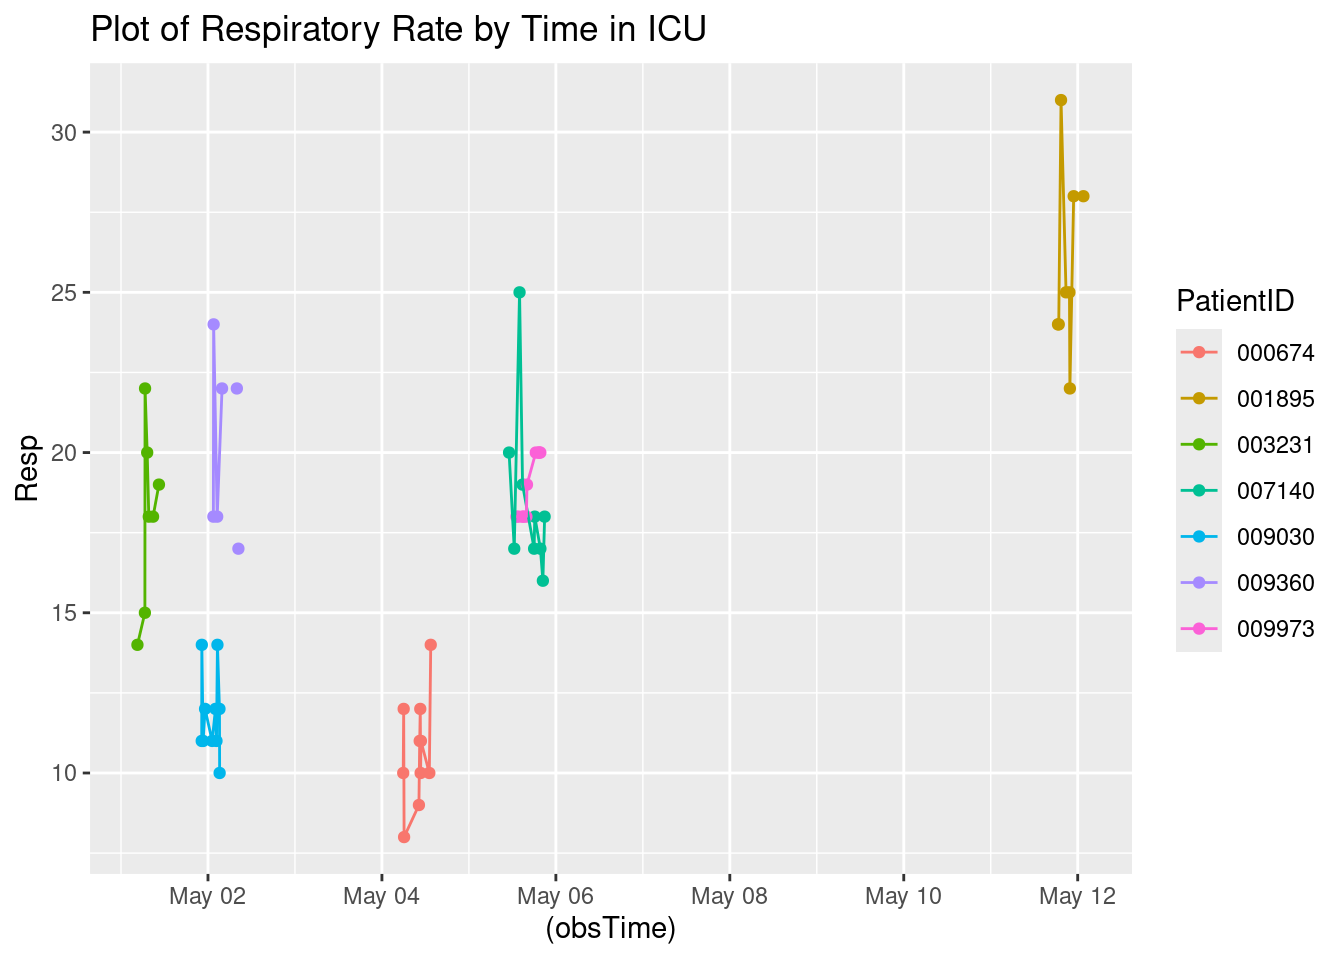 Plot of Respiratory Rate by Time in ICU
30
25
20
15
10
Resp
May 02 May 04 May 06 May 08 May 10 May 12
(obsTime)
PatientID
000674
001895
003231
007140
009030
009360
009973